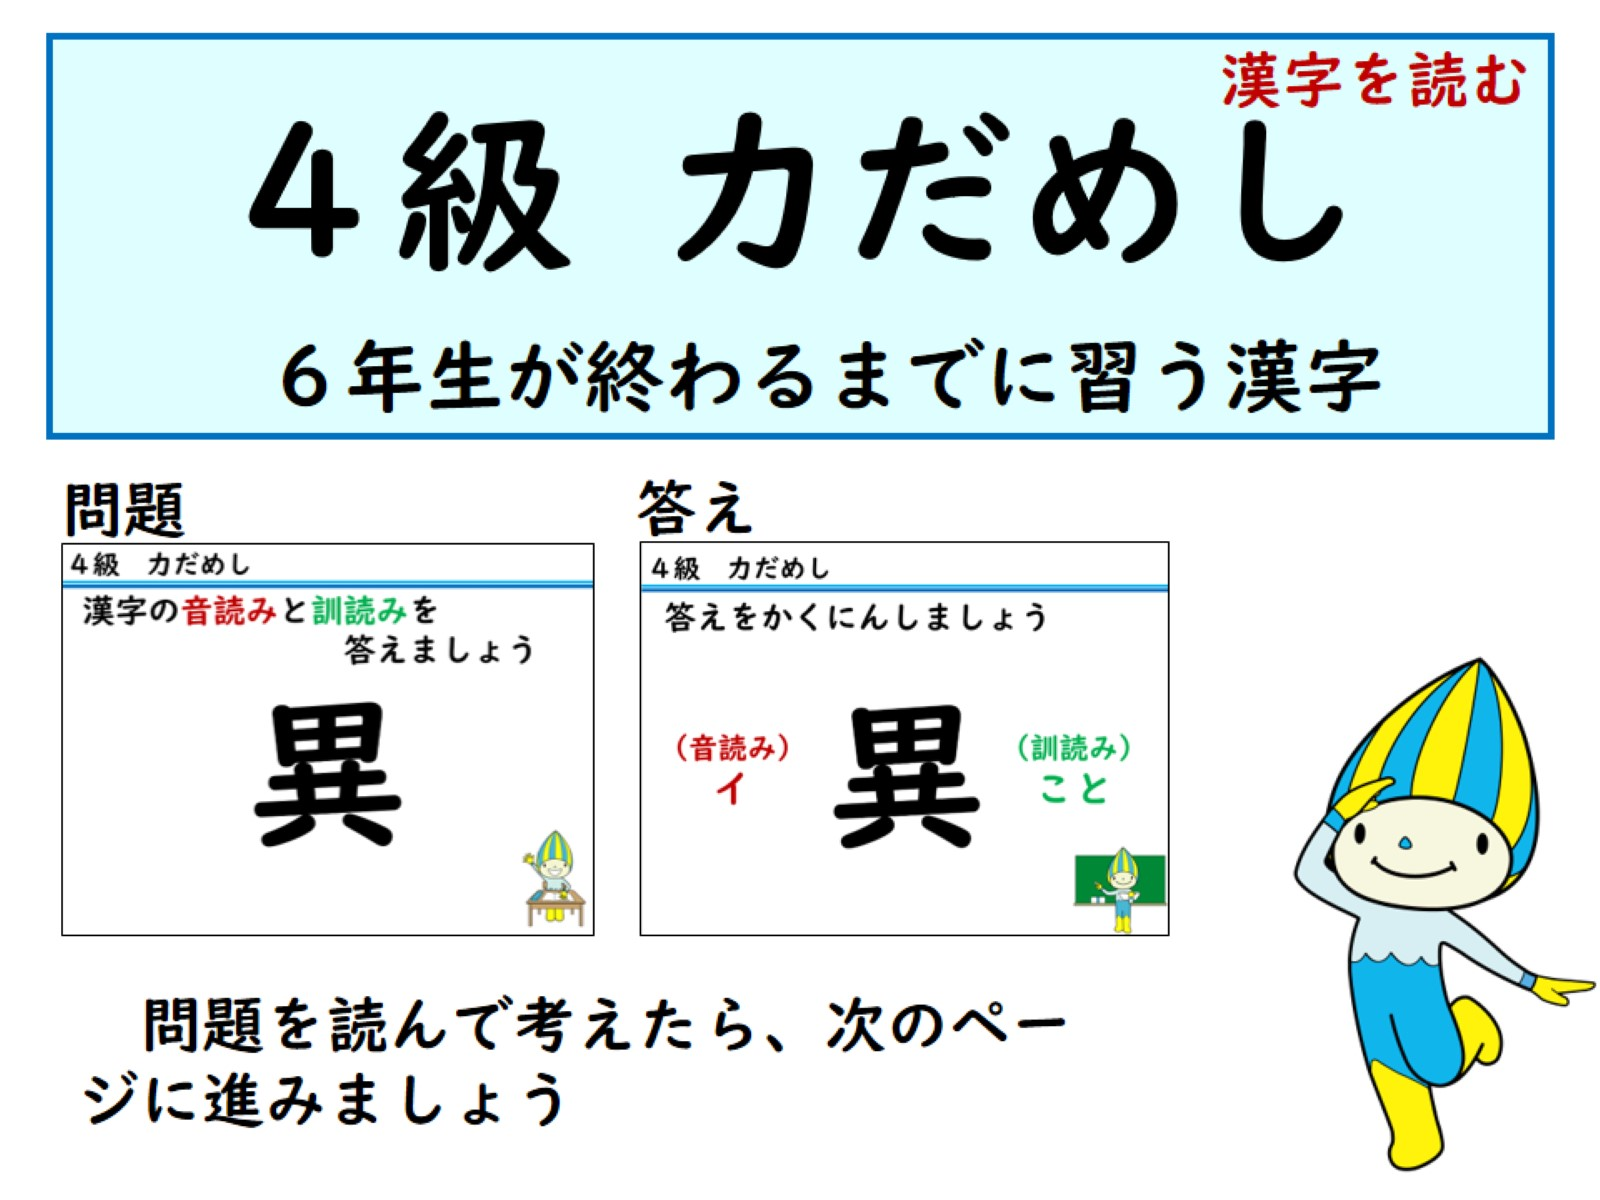 漢字を読む
４級 力だめし
６年生が終わるまでに習う漢字
問題
４級　力だめし
漢字の音読みと訓読みを
答えましょう
異
答え
４級　力だめし
答えをかくにんしましょう
（音読み）
イ
異
（訓読み）
こと
問題を読んで考えたら、次のペー
ジに進みましょう